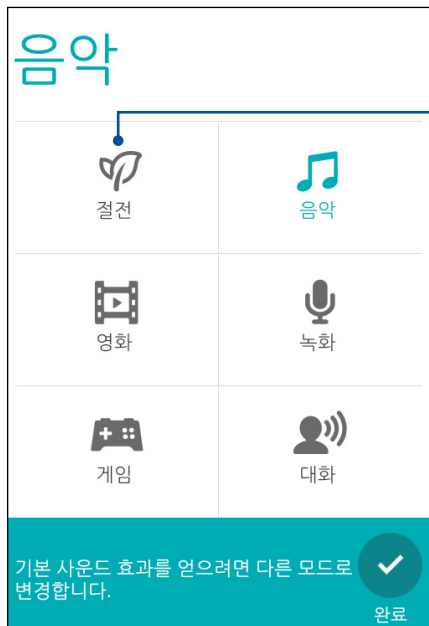 음악
절전
음악
영화
녹화
게임
대화
기본 사운드 효과를 얻으려면 다른 모드로
변경합니다.
완료